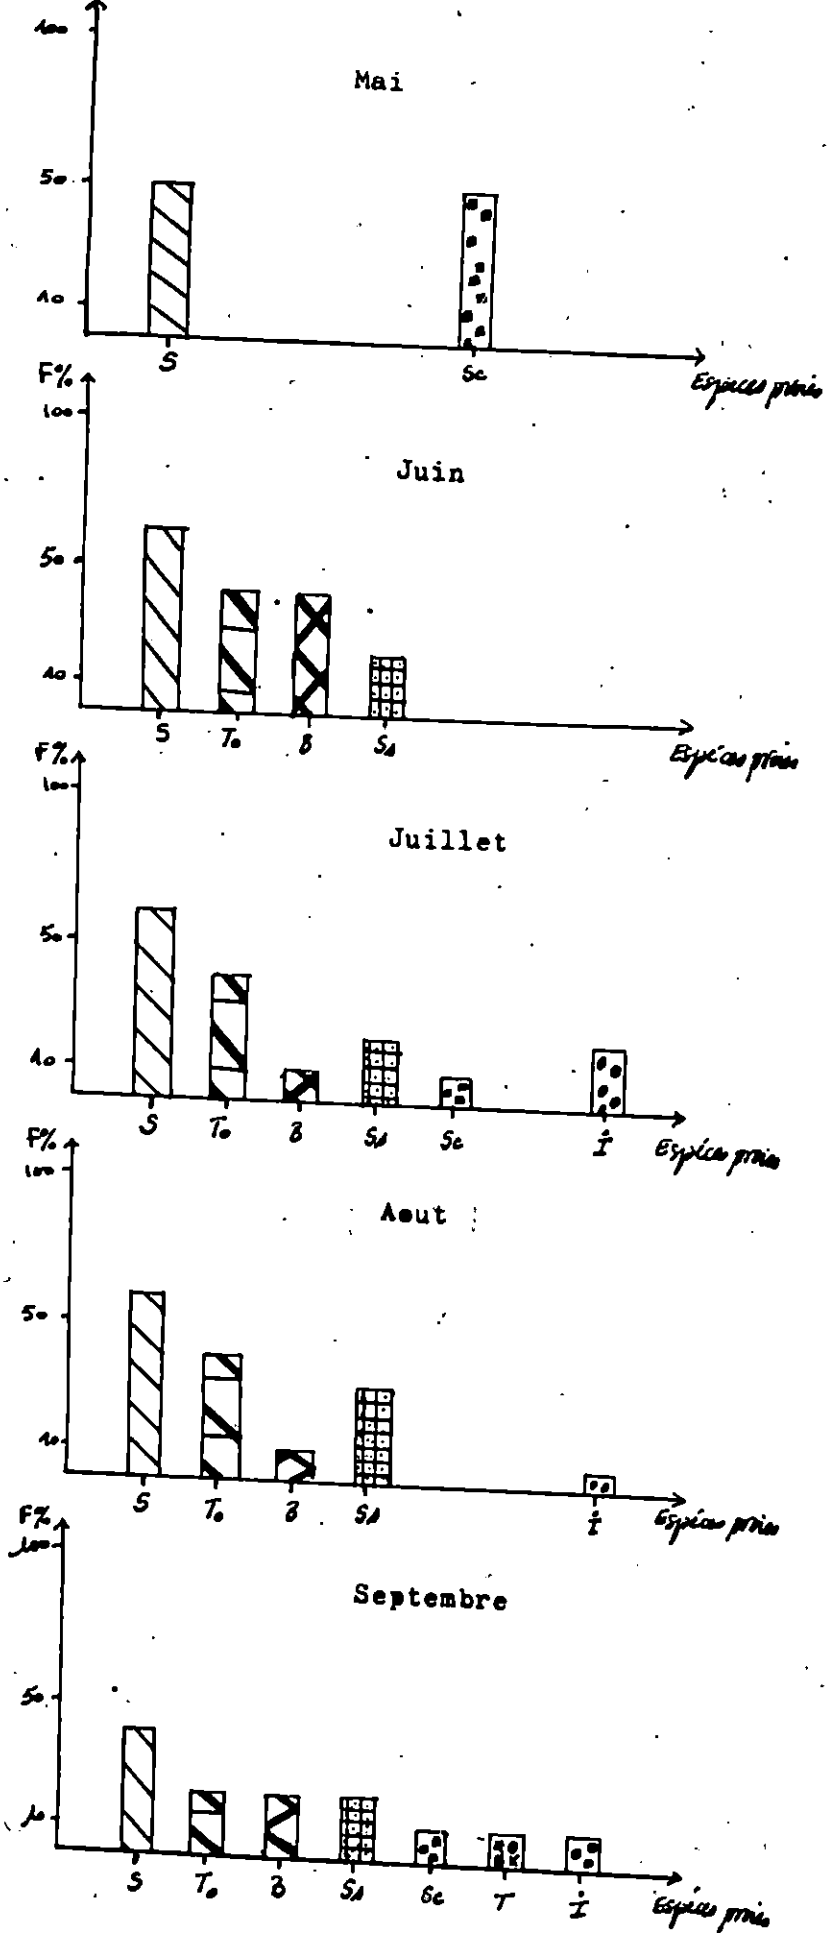 100
Mai
50
10
S Sc
Espèces proies
F%
100
Juin
50
10
S To B SA
Espèces proies
F%
100
Juillet
50
10
S To B SA Sc I
Espèces proies
F%
100
Aout
50
10
S To B SA I
Espèces proies
F%
100
Septembre
50
10
S To B SA Sc T I
Espèces proies